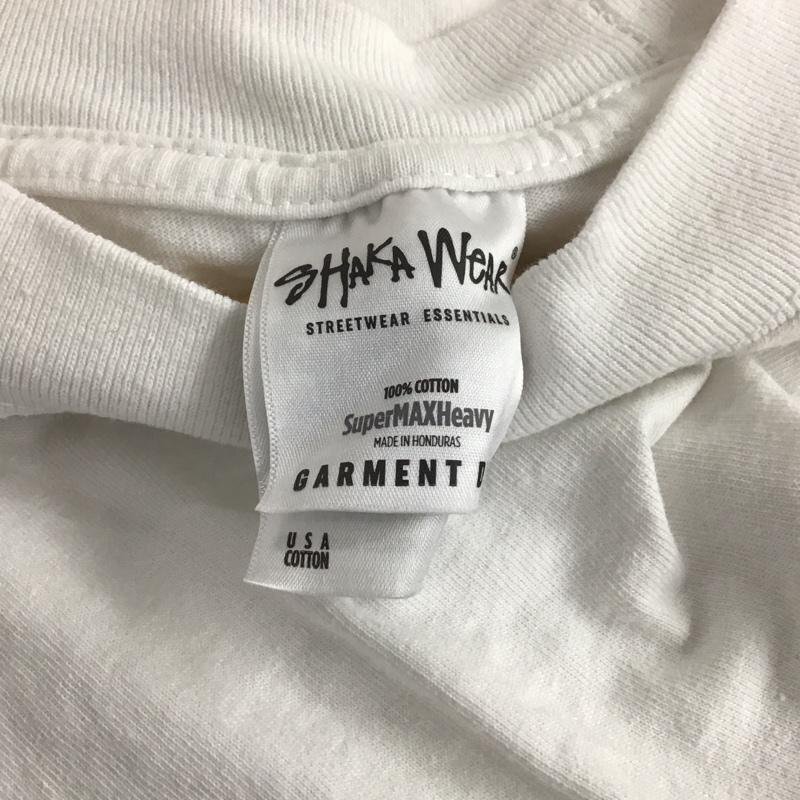 SHAKA WEAR®
STREETWEAR ESSENTIALS
100% COTTON
SuperMAXHeavy
MADE IN HONDURAS
GARMENT D
USA
COTTON